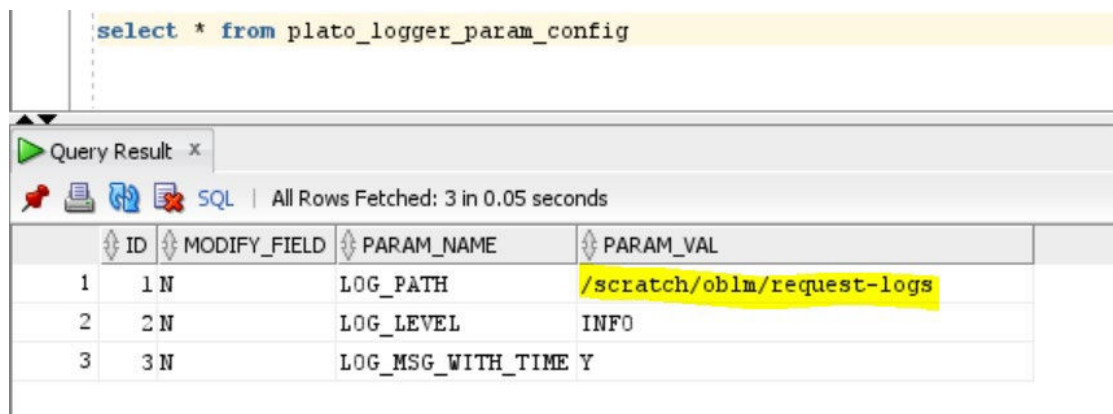 select * from plato_logger_param_config
Query Result x
SQL | All Rows Fetched: 3 in 0.05 seconds
ID MODIFY_FIELD PARAM_NAME PARAM_VAL
1 1 N LOG_PATH /scratch/oblm/request-logs
2 2 N LOG_LEVEL INFO
3 3 N LOG_MSG_WITH_TIME Y